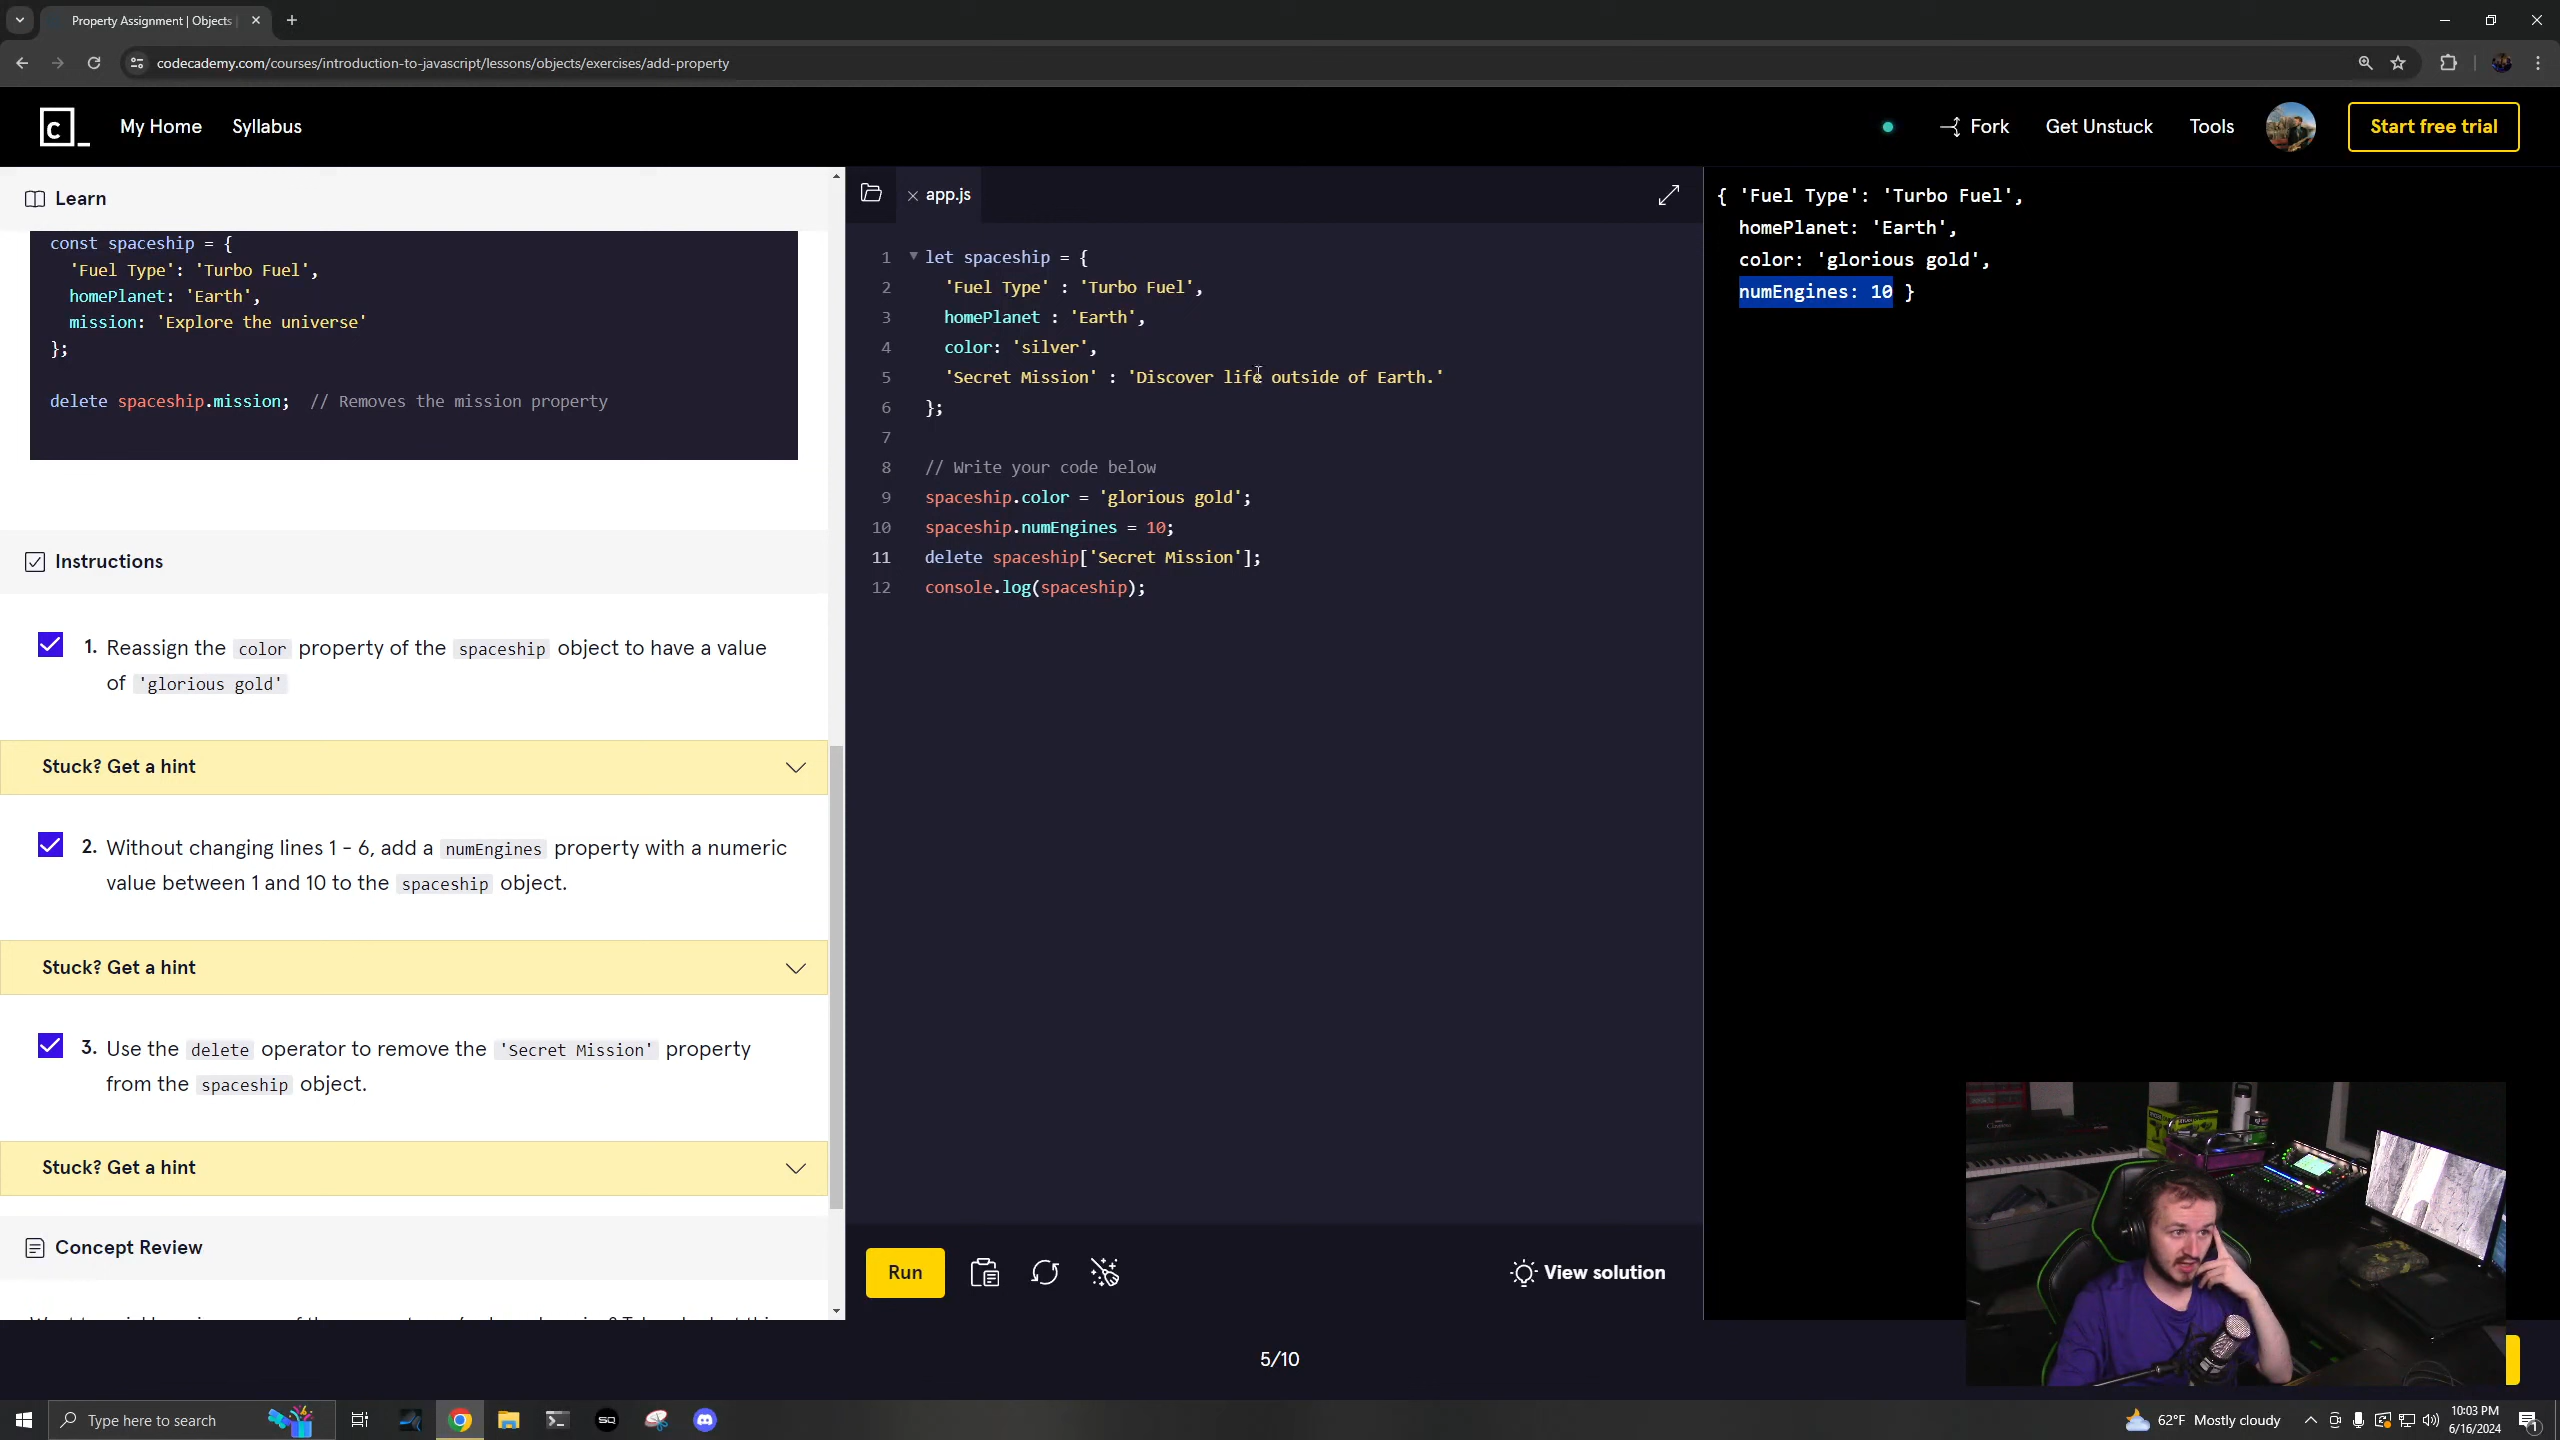 Property Assignment | Objects
codecademy.com/courses/introduction-to-javascript/lessons/objects/exercises/add-property
c_
My Home
Syllabus
Fork
Get Unstuck
Tools
Start free trial
Learn
const spaceship = {
'Fuel Type': 'Turbo Fuel',
homePlanet: 'Earth',
mission: 'Explore the universe'
};
delete spaceship.mission;  // Removes the mission property
Instructions
1. Reassign the color property of the spaceship object to have a value
of 'glorious gold'
Stuck? Get a hint
2. Without changing lines 1 - 6, add a numEngines property with a numeric
value between 1 and 10 to the spaceship object.
Stuck? Get a hint
3. Use the delete operator to remove the 'Secret Mission' property
from the spaceship object.
Stuck? Get a hint
Concept Review
app.js
1 let spaceship = {
2 'Fuel Type' : 'Turbo Fuel',
3 homePlanet : 'Earth',
4 color: 'silver',
5 'Secret Mission' : 'Discover life outside of Earth.'
6 };
7
8 // Write your code below
9 spaceship.color = 'glorious gold';
10 spaceship.numEngines = 10;
11 delete spaceship['Secret Mission'];
12 console.log(spaceship);
Run
View solution
{ 'Fuel Type': 'Turbo Fuel',
homePlanet: 'Earth',
color: 'glorious gold',
numEngines: 10 }
5/10
Type here to search
SQ
62°F Mostly cloudy
10:03 PM
6/16/2024
1